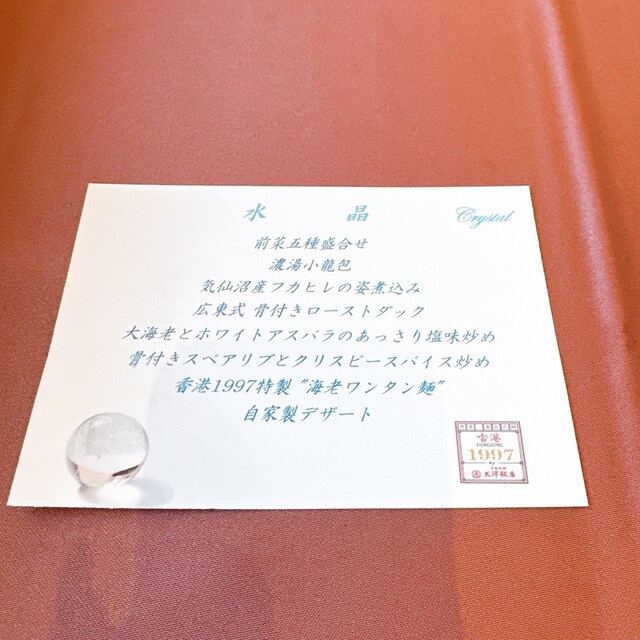 水晶 Crystal
前菜五種盛合せ
濃湯小龍包
気仙沼産フカヒレの姿煮込み
広東式 骨付きローストダック
大海老とホワイトアスパラのあっさり塩味炒め
骨付きスペアリブとクリスピースパイス炒め
香港1997特製 "海老ワンタン麺"
自家製デザート
香港
HONGKONG
1997